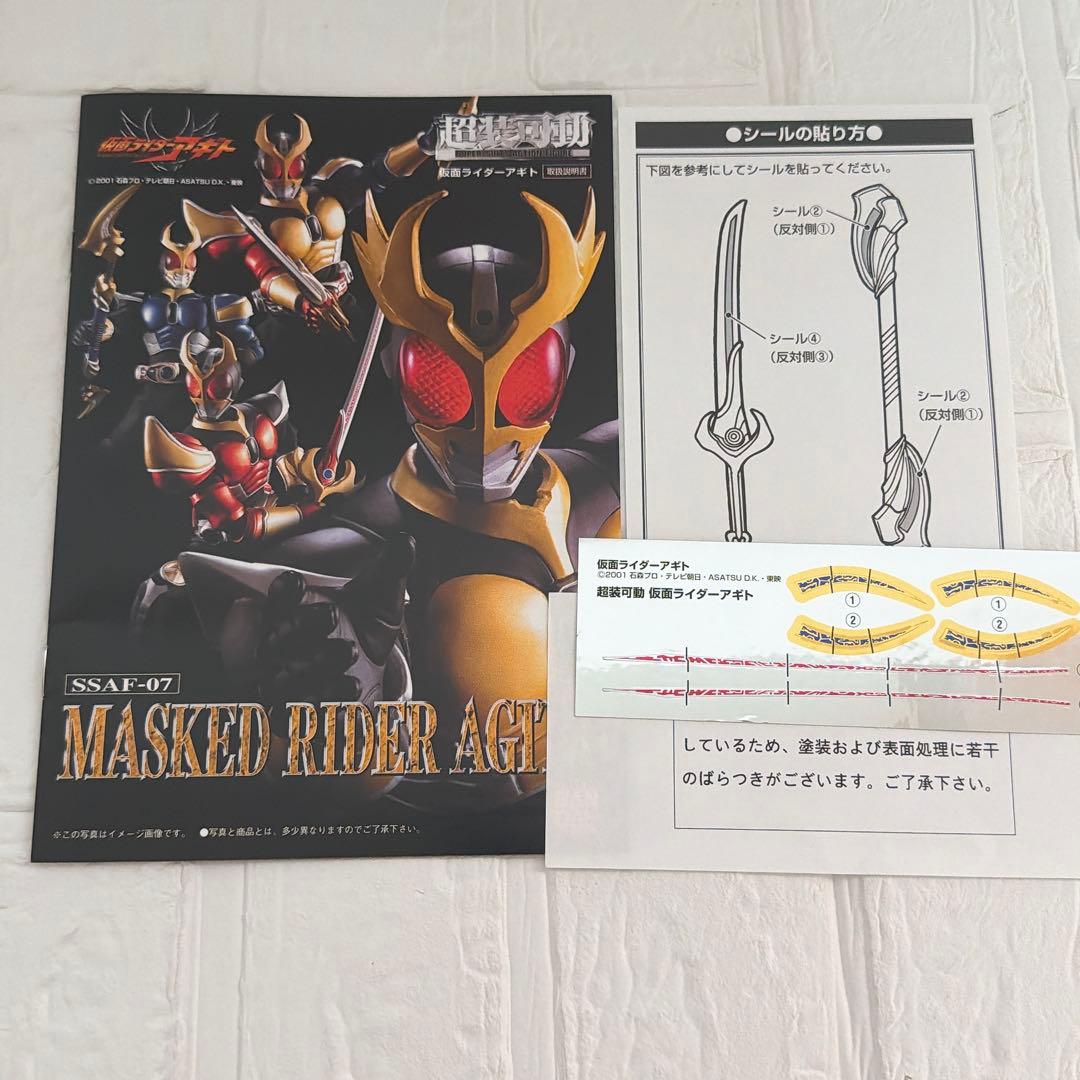 仮面ライダーアギト
©2001 石森プロ・テレビ朝日・ASATSU D.K.・東映
超装可動
仮面ライダーアギト 取扱説明書
SSAF-07
MASKED RIDER AGIT
※この写真はイメージ画像です。 ●写真と商品とは、多少異なりますのでご了承下さい。
●シールの貼り方●
下図を参考にしてシールを貼ってください。
シール②
(反対側①)
シール④
(反対側③)
シール②
(反対側①)
仮面ライダーアギト
©2001 石森プロ・テレビ朝日・ASATSU D.K.・東映
超装可動 仮面ライダーアギト
①
①
②
②
しているため、塗装および表面処理に若干
のばらつきがございます。ご了承下さい。